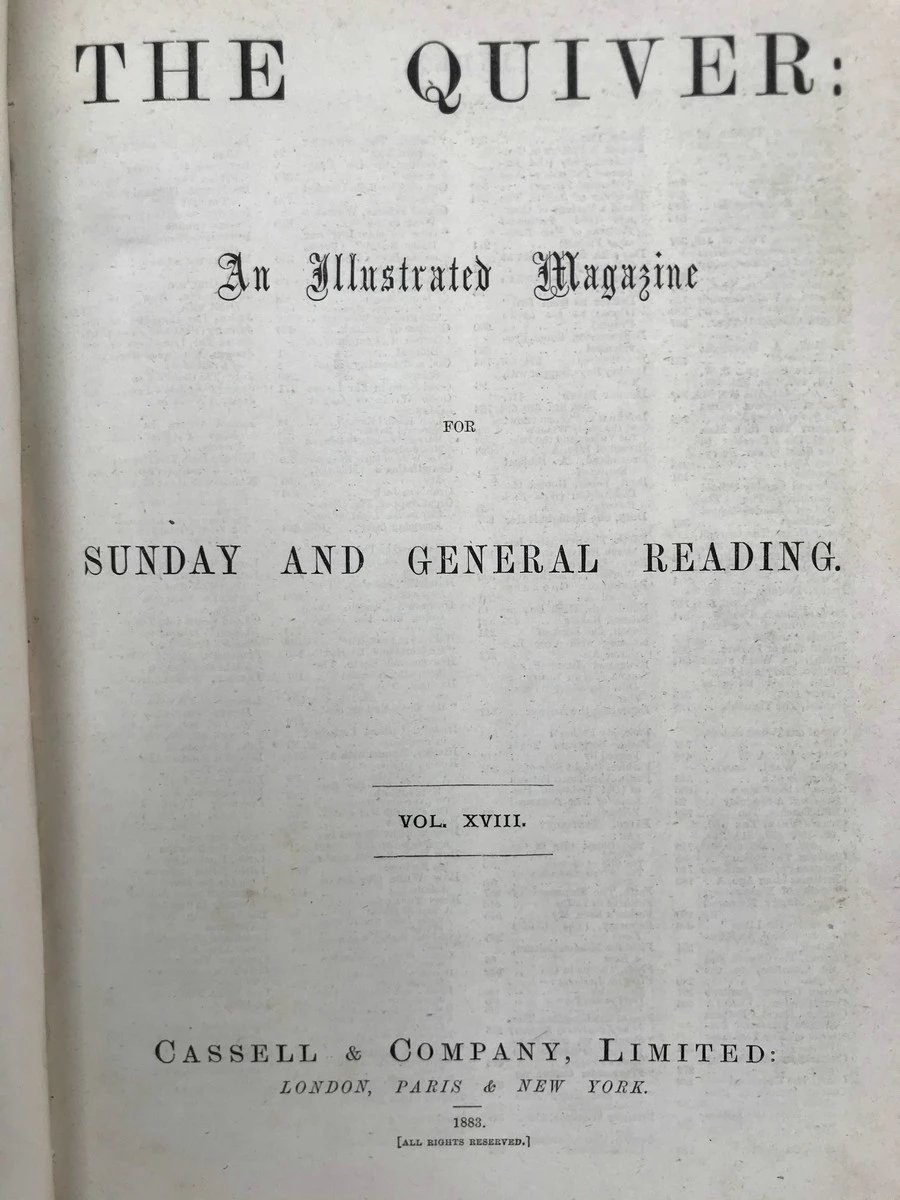 THE QUIVER:
An Illustrated Magazine
FOR
SUNDAY AND GENERAL READING.
VOL. XVIII.
CASSELL & COMPANY, LIMITED:
LONDON, PARIS & NEW YORK.
1883.
[ALL RIGHTS RESERVED.]